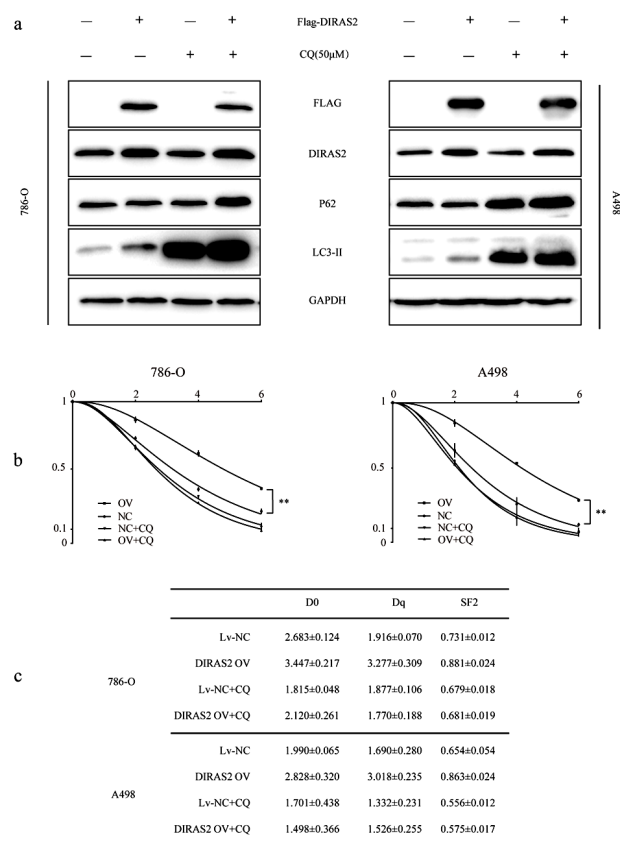 a
Flag-DIRAS2
— + — +
— + — +
CQ(50μM)
— — + +
— — + +
786-O
FLAG
DIRAS2
P62
LC3-II
GAPDH
A498
b
786-O
0 2 4 6
1
0.5
0.1
0
OV
NC
NC+CQ
OV+CQ
**
A498
0 2 4 6
1
0.5
0.1
0
OV
NC
NC+CQ
OV+CQ
**
c
D0 Dq SF2
786-O
Lv-NC 2.683±0.124 1.916±0.070 0.731±0.012
DIRAS2 OV 3.447±0.217 3.277±0.309 0.881±0.024
Lv-NC+CQ 1.815±0.048 1.877±0.106 0.679±0.018
DIRAS2 OV+CQ 2.120±0.261 1.770±0.188 0.681±0.019
A498
Lv-NC 1.990±0.065 1.690±0.280 0.654±0.054
DIRAS2 OV 2.828±0.320 3.018±0.235 0.863±0.024
Lv-NC+CQ 1.701±0.438 1.332±0.231 0.556±0.012
DIRAS2 OV+CQ 1.498±0.366 1.526±0.255 0.575±0.017